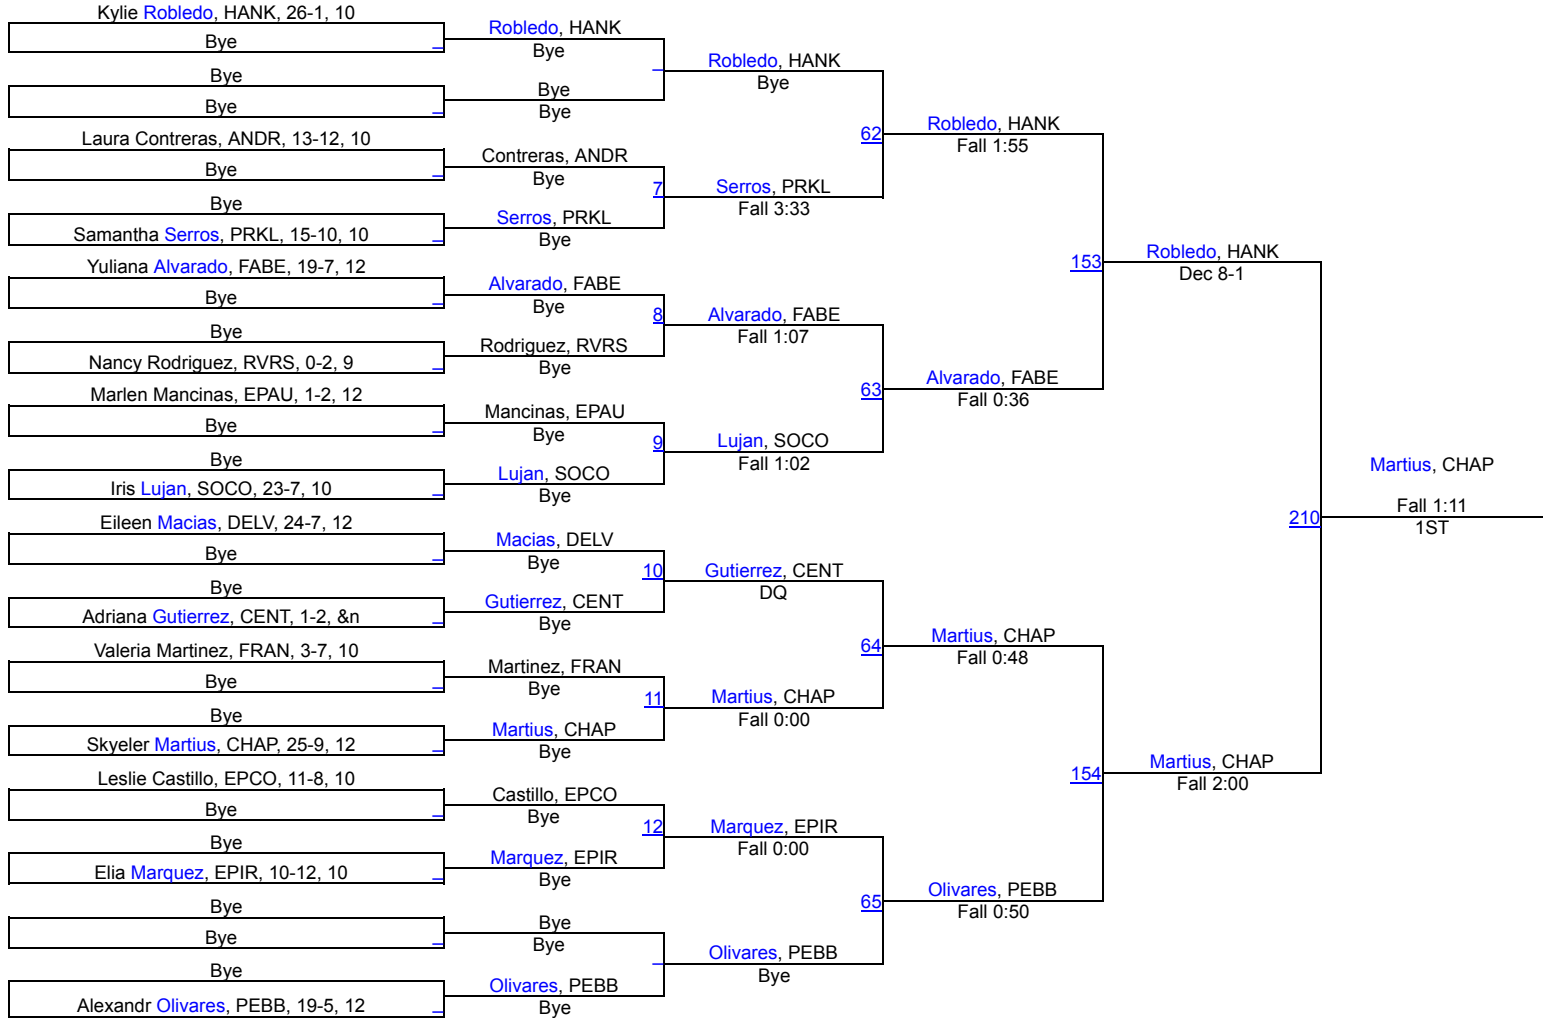 Kylie Robledo, HANK, 26-1, 10
Bye
Bye
Bye
Laura Contreras, ANDR, 13-12, 10
Bye
Bye
Samantha Serros, PRKL, 15-10, 10
Yuliana Alvarado, FABE, 19-7, 12
Bye
Bye
Nancy Rodriguez, RVRS, 0-2, 9
Marlen Mancinas, EPAU, 1-2, 12
Bye
Bye
Iris Lujan, SOCO, 23-7, 10
Eileen Macias, DELV, 24-7, 12
Bye
Bye
Adriana Gutierrez, CENT, 1-2, &n
Valeria Martinez, FRAN, 3-7, 10
Bye
Bye
Skyeler Martius, CHAP, 25-9, 12
Leslie Castillo, EPCO, 11-8, 10
Bye
Bye
Elia Marquez, EPIR, 10-12, 10
Bye
Bye
Bye
Alexandr Olivares, PEBB, 19-5, 12
Robledo, HANK
Bye
Bye
Bye
Contreras, ANDR
Bye
7
Serros, PRKL
Bye
Alvarado, FABE
Bye
8
Rodriguez, RVRS
Bye
Mancinas, EPAU
Bye
9
Lujan, SOCO
Bye
Macias, DELV
Bye
10
Gutierrez, CENT
Bye
Martinez, FRAN
Bye
11
Martius, CHAP
Bye
Castillo, EPCO
Bye
12
Marquez, EPIR
Bye
Bye
Bye
Olivares, PEBB
Bye
Robledo, HANK
Bye
62
Serros, PRKL
Fall 3:33
Alvarado, FABE
Fall 1:07
63
Lujan, SOCO
Fall 1:02
Gutierrez, CENT
DQ
64
Martius, CHAP
Fall 0:00
Marquez, EPIR
Fall 0:00
65
Olivares, PEBB
Bye
Robledo, HANK
Fall 1:55
153
Alvarado, FABE
Fall 0:36
Martius, CHAP
Fall 0:48
154
Olivares, PEBB
Fall 0:50
Robledo, HANK
Dec 8-1
210
Martius, CHAP
Fall 2:00
Martius, CHAP
Fall 1:11
1ST